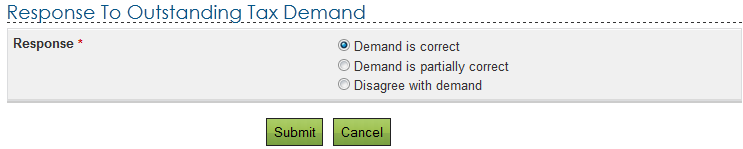 Response To Outstanding Tax Demand
Response *
Demand is correct
Demand is partially correct
Disagree with demand
Submit Cancel